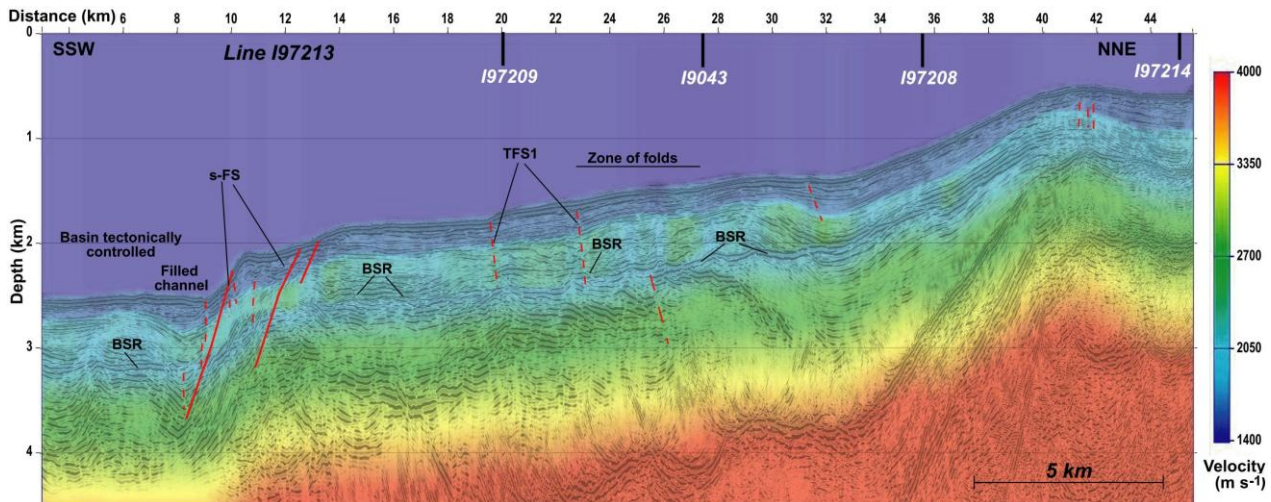 Distance (km) 6 8 10 12 14 16 18 20 22 24 26 28 30 32 34 36 38 40 42 44
0
SSW
Line I97213
NNE
I97209
I9043
I97208
I97214
4000
1
TFS1
Zone of folds
3350
s-FS
Depth (km)
2
Basin tectonically
controlled
BSR
BSR
Filled
channel
BSR
2700
3
BSR
2050
4
5 km
1400
Velocity
(m s-1)